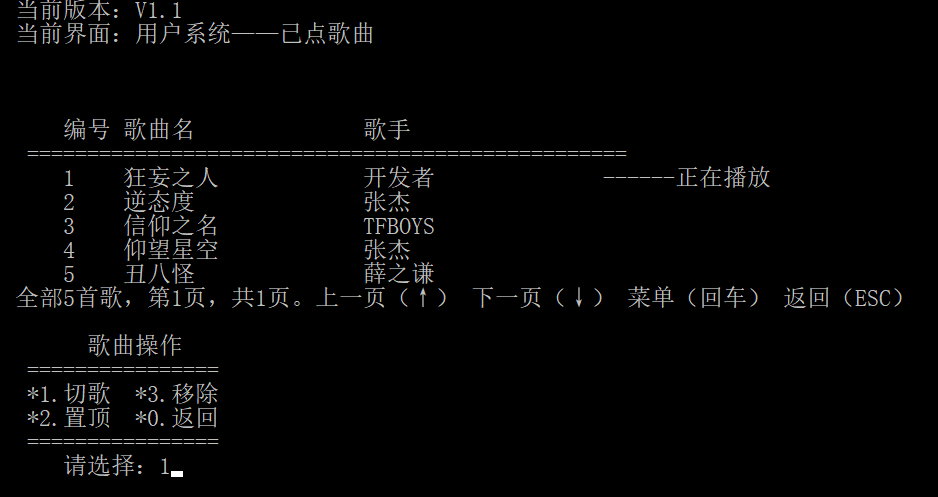 当前版本：V1.1
当前界面：用户系统——已点歌曲
编号 歌曲名 歌手
==================================================
1 狂妄之人 开发者 ------正在播放
2 逆态度 张杰
3 信仰之名 TFBOYS
4 仰望星空 张杰
5 丑八怪 薛之谦
全部5首歌，第1页，共1页。上一页（↑） 下一页（↓） 菜单（回车） 返回（ESC）
歌曲操作
================
*1.切歌 *3.移除
*2.置顶 *0.返回
================
请选择：1